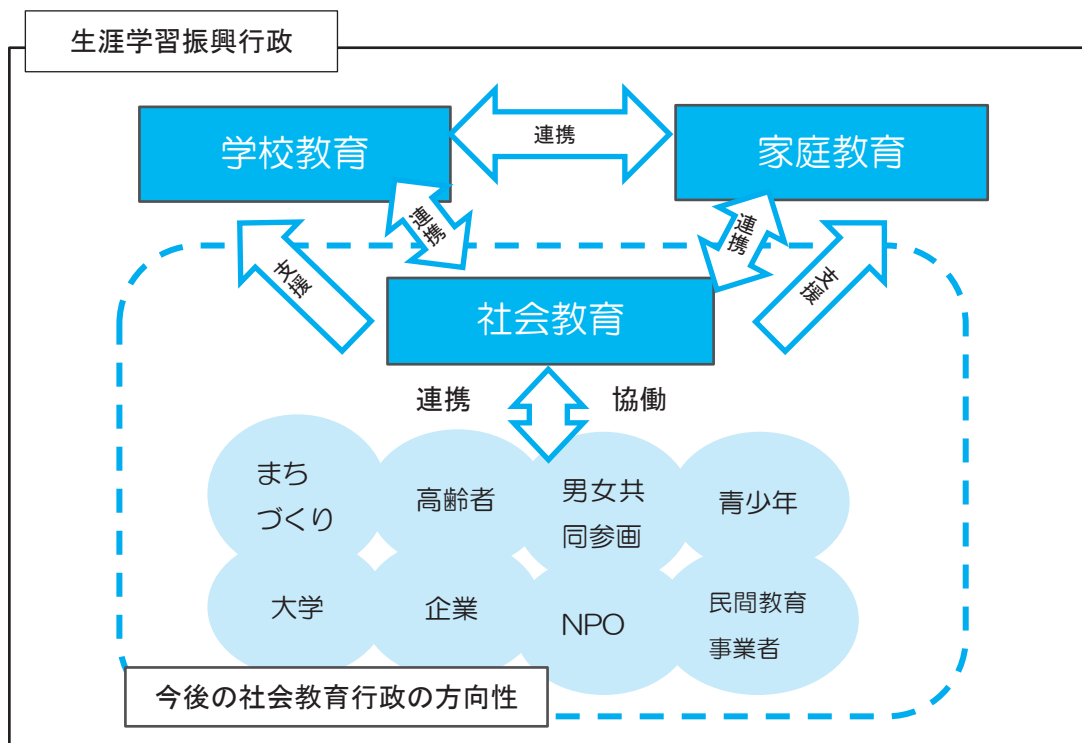 生涯学習振興行政
学校教育
連携
家庭教育
連携
連携
支援
支援
社会教育
連携
協働
まち
づくり
高齢者
男女共
同参画
青少年
大学
企業
NPO
民間教育
事業者
今後の社会教育行政の方向性